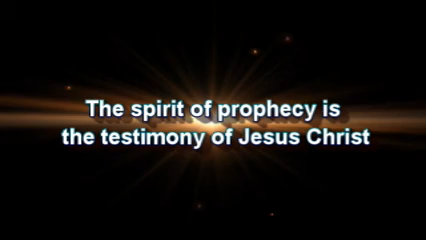 The spirit of prophecy is
the testimony of Jesus Christ